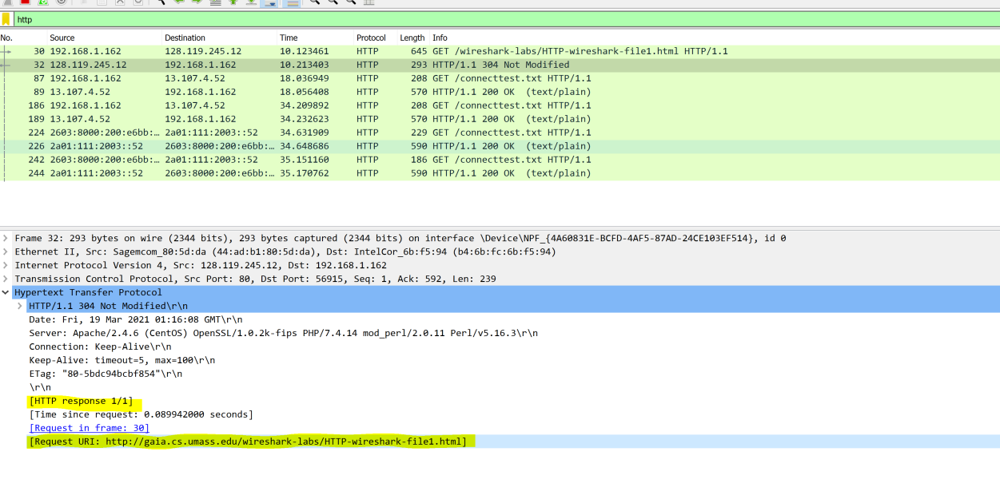 http
No. Source Destination Time Protocol Length Info
30 192.168.1.162 128.119.245.12 10.123461 HTTP 645 GET /wireshark-labs/HTTP-wireshark-file1.html HTTP/1.1
32 128.119.245.12 192.168.1.162 10.213403 HTTP 293 HTTP/1.1 304 Not Modified
87 192.168.1.162 13.107.4.52 18.036949 HTTP 208 GET /connecttest.txt HTTP/1.1
89 13.107.4.52 192.168.1.162 18.056408 HTTP 570 HTTP/1.1 200 OK (text/plain)
186 192.168.1.162 13.107.4.52 34.209892 HTTP 208 GET /connecttest.txt HTTP/1.1
189 13.107.4.52 192.168.1.162 34.232623 HTTP 570 HTTP/1.1 200 OK (text/plain)
224 2603:8000:200:e6bb:… 2a01:111:2003::52 34.631909 HTTP 229 GET /connecttest.txt HTTP/1.1
226 2a01:111:2003::52 2603:8000:200:e6bb:… 34.648686 HTTP 590 HTTP/1.1 200 OK (text/plain)
242 2603:8000:200:e6bb:… 2a01:111:2003::52 35.151160 HTTP 186 GET /connecttest.txt HTTP/1.1
244 2a01:111:2003::52 2603:8000:200:e6bb:… 35.170762 HTTP 590 HTTP/1.1 200 OK (text/plain)
Frame 32: 293 bytes on wire (2344 bits), 293 bytes captured (2344 bits) on interface \Device\NPF_{4A60831E-BCFD-4AF5-87AD-24CE103EF514}, id 0
Ethernet II, Src: Sagemcom_80:5d:da (44:ad:b1:80:5d:da), Dst: IntelCor_6b:f5:94 (b4:6b:fc:6b:f5:94)
Internet Protocol Version 4, Src: 128.119.245.12, Dst: 192.168.1.162
Transmission Control Protocol, Src Port: 80, Dst Port: 56915, Seq: 1, Ack: 592, Len: 239
Hypertext Transfer Protocol
HTTP/1.1 304 Not Modified\r\n
Date: Fri, 19 Mar 2021 01:16:08 GMT\r\n
Server: Apache/2.4.6 (CentOS) OpenSSL/1.0.2k-fips PHP/7.4.14 mod_perl/2.0.11 Perl/v5.16.3\r\n
Connection: Keep-Alive\r\n
Keep-Alive: timeout=5, max=100\r\n
ETag: "80-5bdc94bcbf854"\r\n
\r\n
[HTTP response 1/1]
[Time since request: 0.089942000 seconds]
[Request in frame: 30]
[Request URI: http://gaia.cs.umass.edu/wireshark-labs/HTTP-wireshark-file1.html]